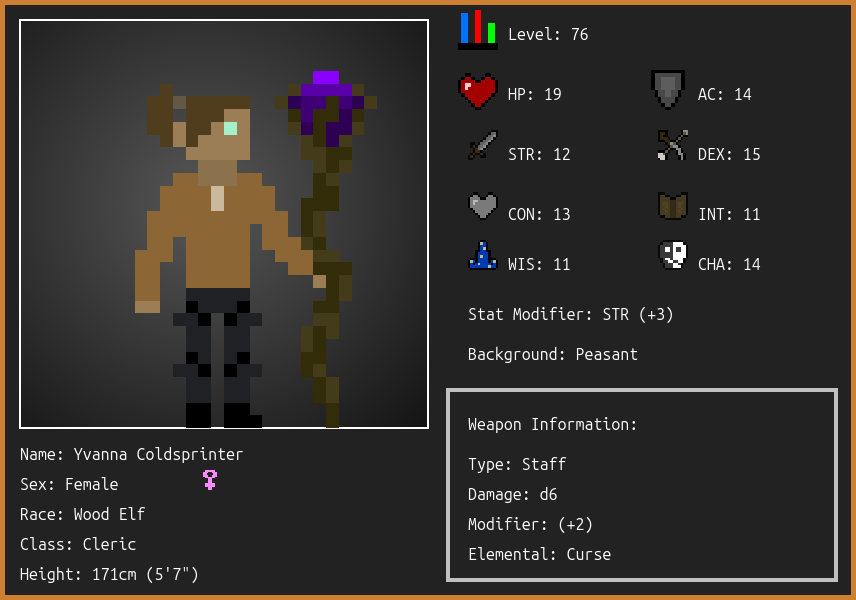 Level: 76
HP: 19
AC: 14
STR: 12
DEX: 15
CON: 13
INT: 11
WIS: 11
CHA: 14
Stat Modifier: STR (+3)
Background: Peasant
Weapon Information:
Type: Staff
Damage: d6
Modifier: (+2)
Elemental: Curse
Name: Yvanna Coldsprinter
Sex: Female
Race: Wood Elf
Class: Cleric
Height: 171cm (5'7")